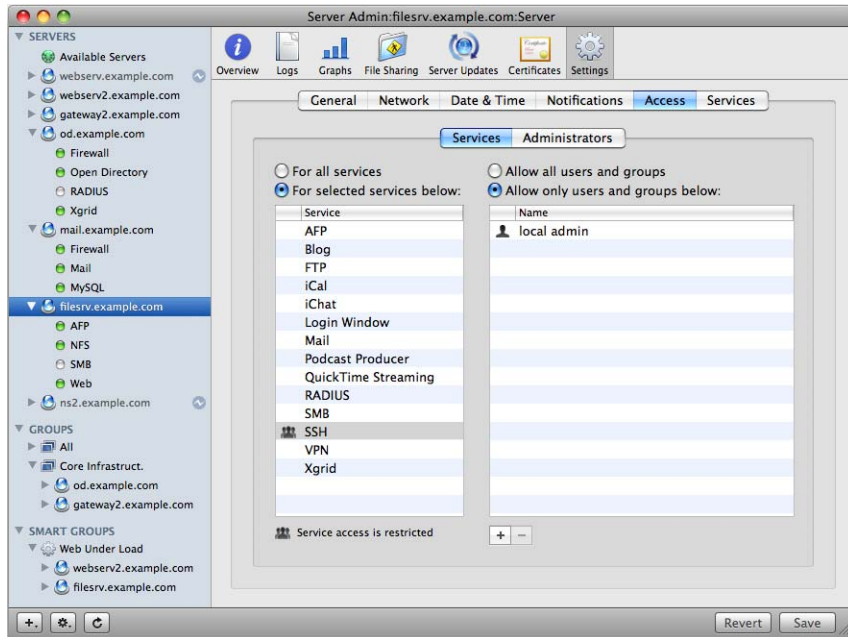 Server Admin:filesrv.example.com:Server
SERVERS
Available Servers
webserv.example.com
webserv2.example.com
gateway2.example.com
od.example.com
Firewall
Open Directory
RADIUS
Xgrid
mail.example.com
Firewall
Mail
MySQL
filesrv.example.com
AFP
NFS
SMB
Web
ns2.example.com
GROUPS
All
Core Infrastruct.
od.example.com
gateway2.example.com
SMART GROUPS
Web Under Load
webserv2.example.com
filesrv.example.com
Overview Logs Graphs File Sharing Server Updates Certificates Settings
General Network Date & Time Notifications Access Services
Services Administrators
For all services
For selected services below:
Service
AFP
Blog
FTP
iCal
iChat
Login Window
Mail
Podcast Producer
QuickTime Streaming
RADIUS
SMB
SSH
VPN
Xgrid
Service access is restricted
Allow all users and groups
Allow only users and groups below:
Name
local admin
+ −
Revert Save